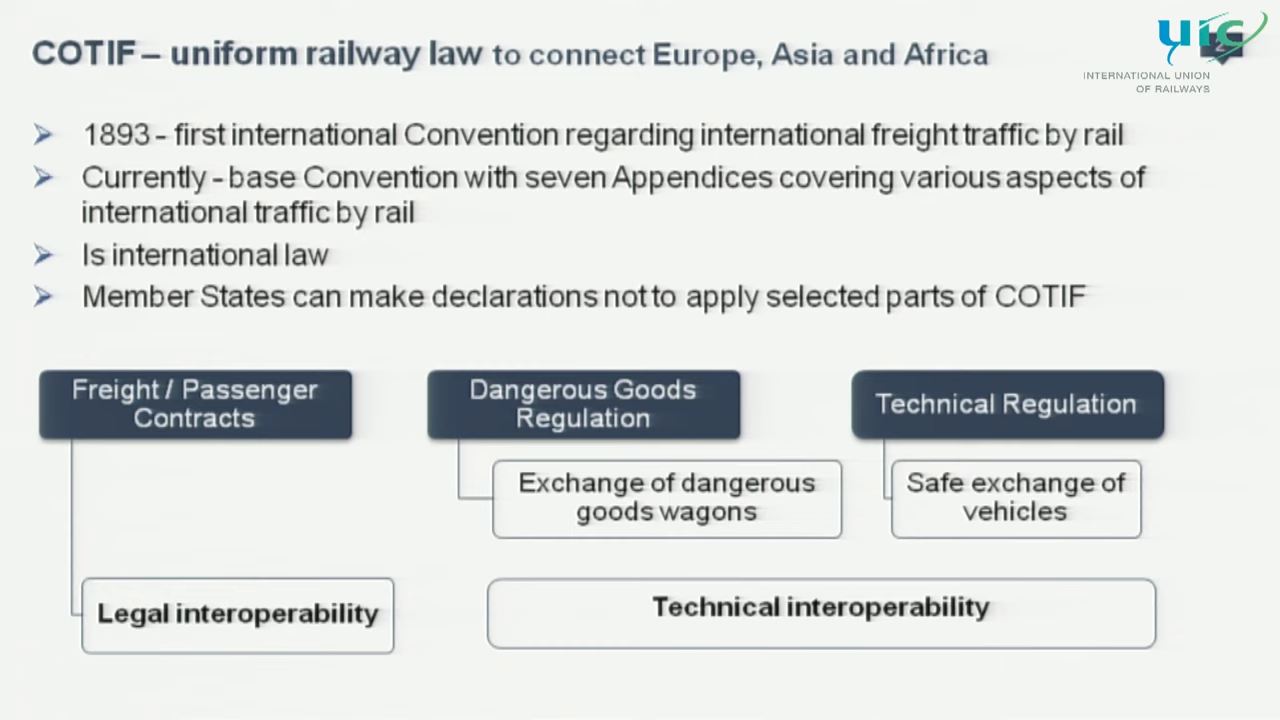 COTIF – uniform railway law to connect Europe, Asia and Africa
uic
INTERNATIONAL UNION
OF RAILWAYS
➢ 1893 - first international Convention regarding international freight traffic by rail
➢ Currently - base Convention with seven Appendices covering various aspects of
international traffic by rail
➢ Is international law
➢ Member States can make declarations not to apply selected parts of COTIF
Freight / Passenger
Contracts
Dangerous Goods
Regulation
Technical Regulation
Exchange of dangerous
goods wagons
Safe exchange of
vehicles
Legal interoperability
Technical interoperability